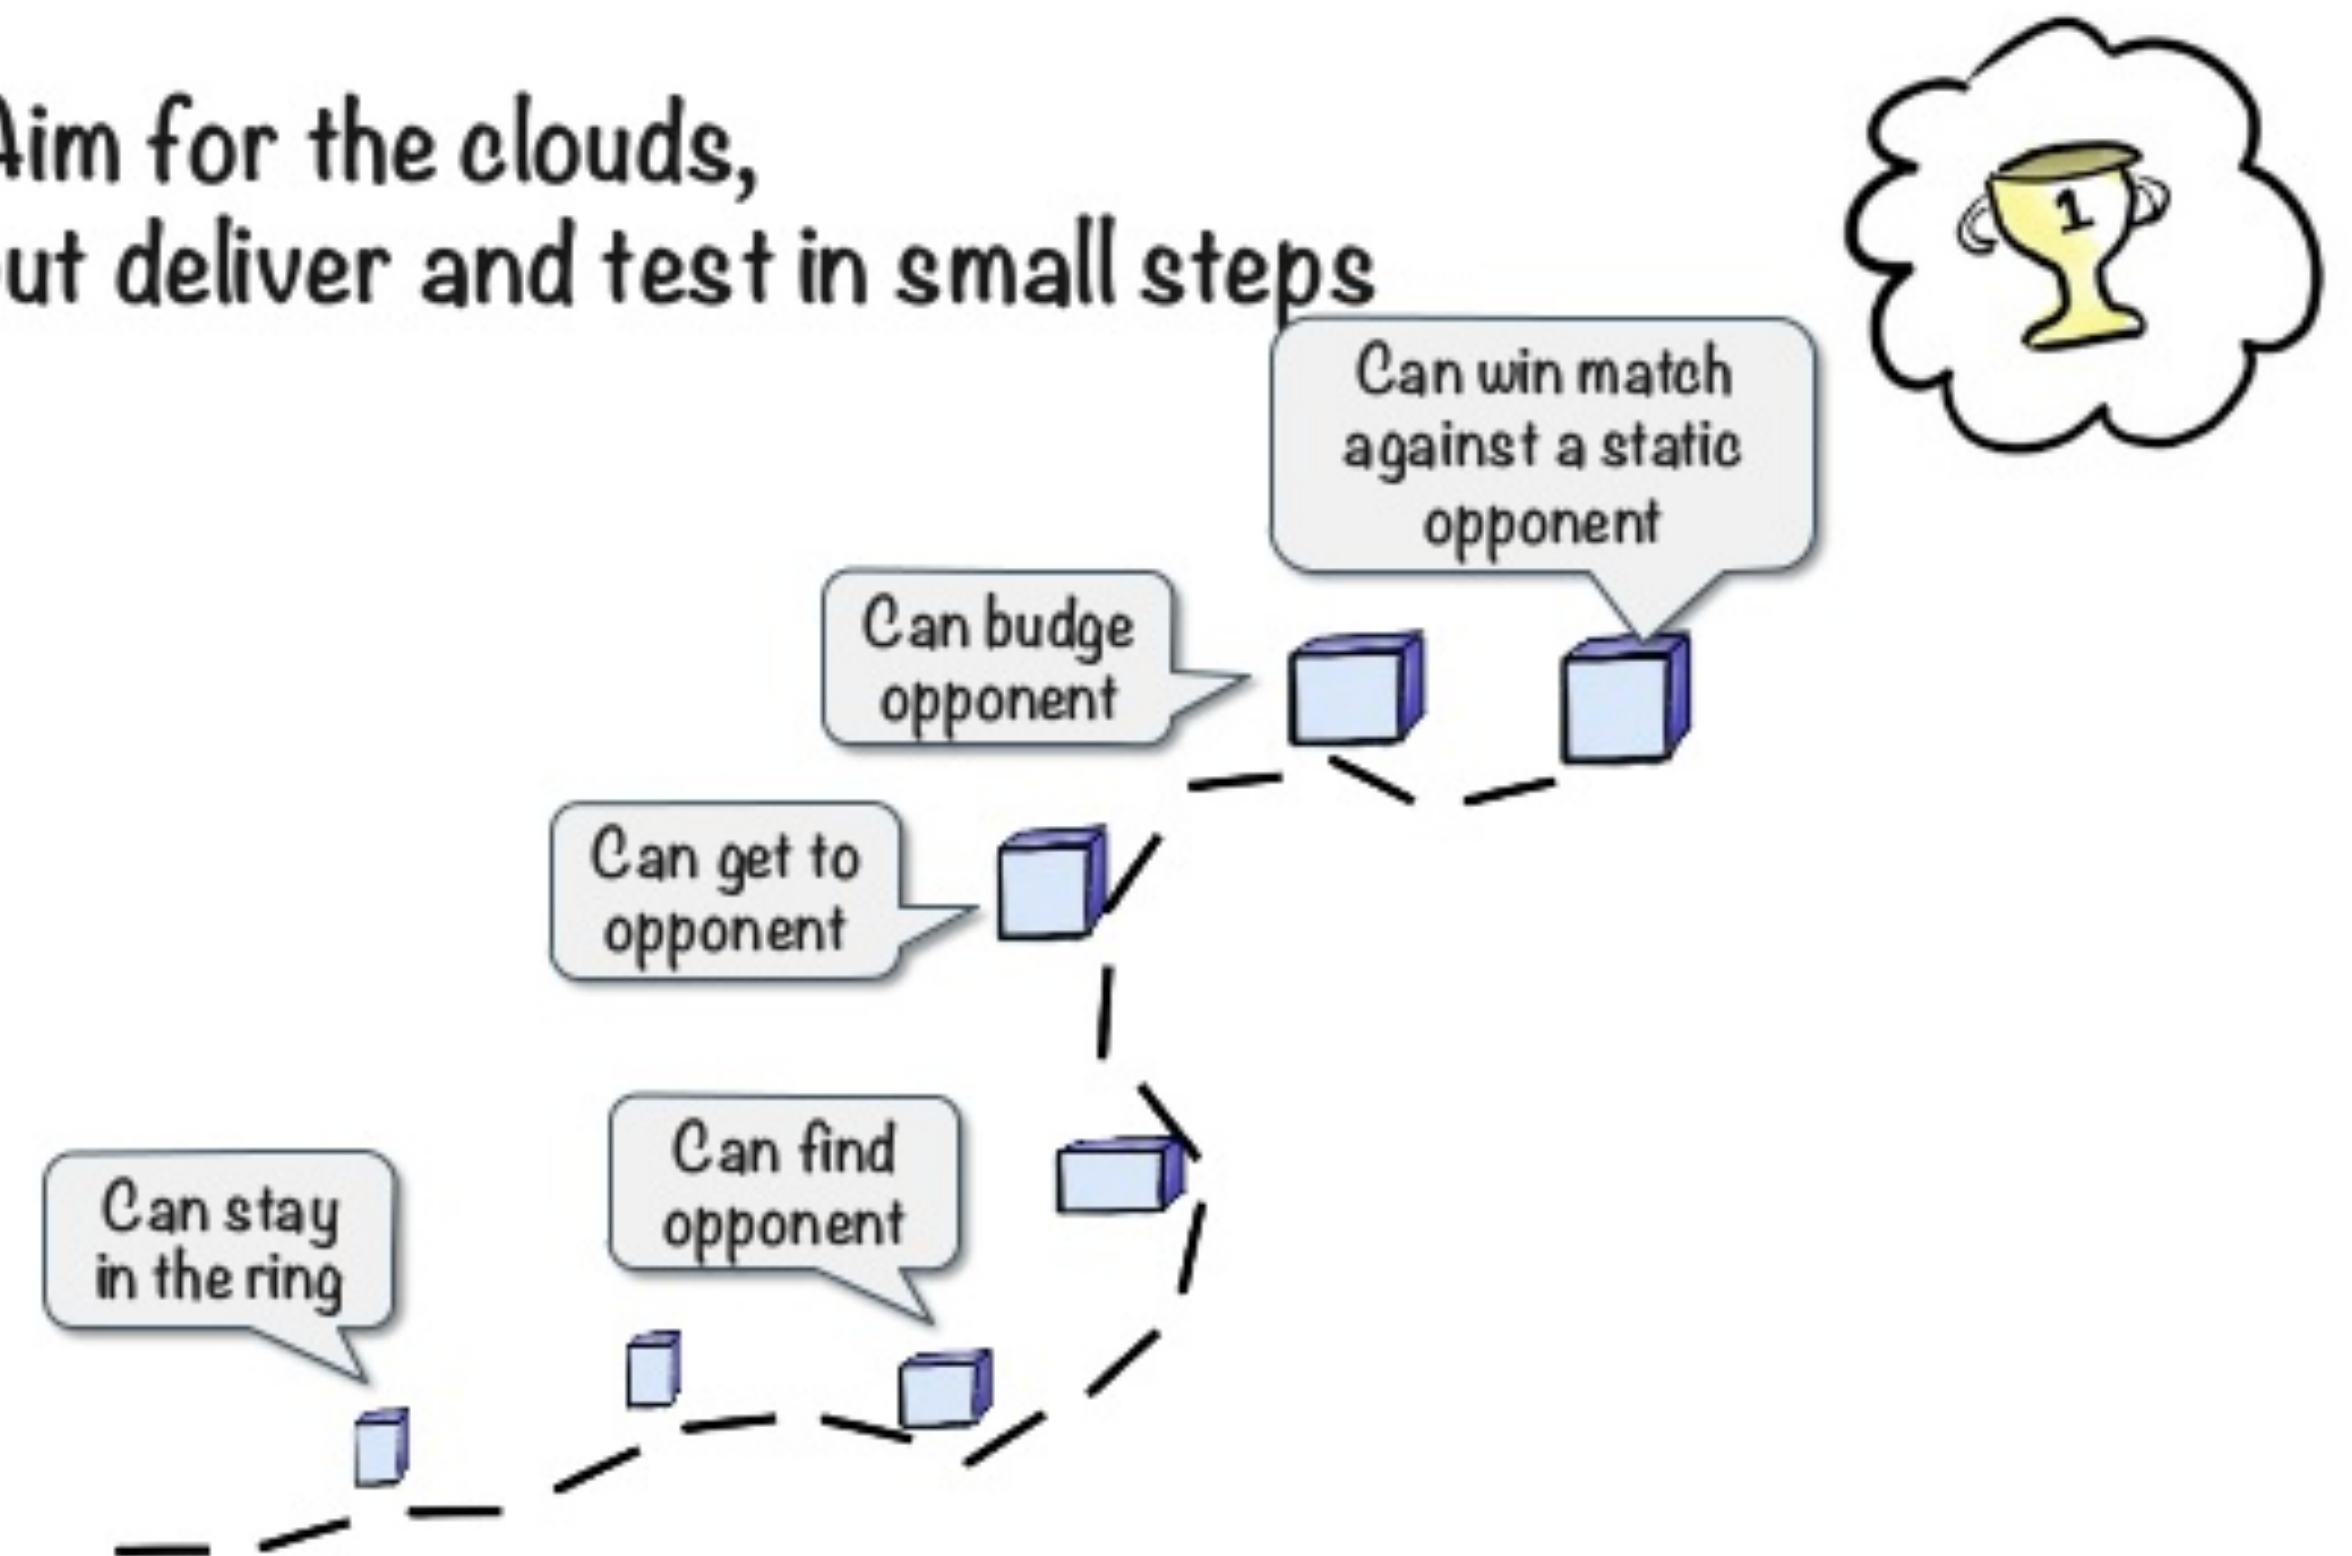 Aim for the clouds,
ut deliver and test in small steps
1
Can win match
against a static
opponent
Can budge
opponent
Can get to
opponent
Can find
opponent
Can stay
in the ring